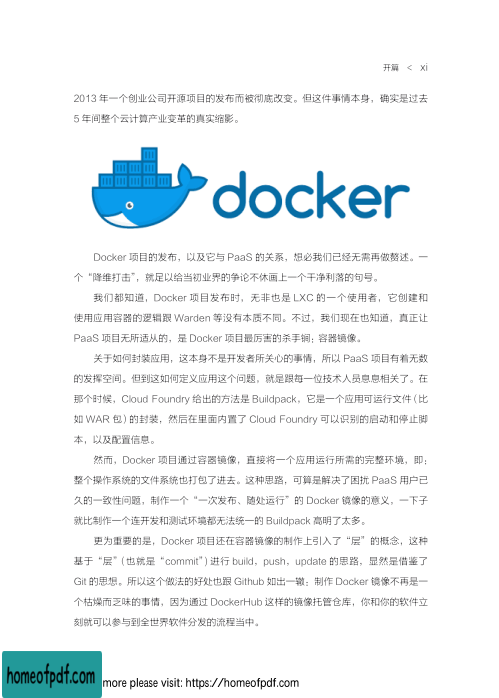 开篇 < xi
2013 年一个创业公司开源项目的发布而被彻底改变。但这件事情本身，确实是过去
5 年间整个云计算产业变革的真实缩影。
docker
Docker 项目的发布，以及它与 PaaS 的关系，想必我们已经无需再做赘述。一
个“降维打击”，就足以给当初业界的争论不休画上一个干净利落的句号。
我们都知道，Docker 项目发布时，无非也是 LXC 的一个使用者，它创建和
使用应用容器的逻辑跟 Warden 等没有本质不同。不过，我们现在也知道，真正让
PaaS 项目无所适从的，是 Docker 项目最厉害的杀手锏：容器镜像。
关于如何封装应用，这本身不是开发者所关心的事情，所以 PaaS 项目有着无数
的发挥空间。但到这如何定义应用这个问题，就是跟每一位技术人员息息相关了。在
那个时候，Cloud Foundry 给出的方法是 Buildpack，它是一个应用可运行文件（比
如 WAR 包）的封装，然后在里面内置了 Cloud Foundry 可以识别的启动和停止脚
本，以及配置信息。
然而，Docker 项目通过容器镜像，直接将一个应用运行所需的完整环境，即：
整个操作系统的文件系统也打包了进去。这种思路，可算是解决了困扰 PaaS 用户已
久的一致性问题，制作一个“一次发布、随处运行”的 Docker 镜像的意义，一下子
就比制作一个连开发和测试环境都无法统一的 Buildpack 高明了太多。
更为重要的是，Docker 项目还在容器镜像的制作上引入了“层”的概念，这种
基于“层”（也就是“commit”）进行 build，push，update 的思路，显然是借鉴了
Git 的思想。所以这个做法的好处也跟 Github 如出一辙：制作 Docker 镜像不再是一
个枯燥而乏味的事情，因为通过 DockerHub 这样的镜像托管仓库，你和你的软件立
刻就可以参与到全世界软件分发的流程当中。
homeofpdf.com more please visit: https://homeofpdf.com